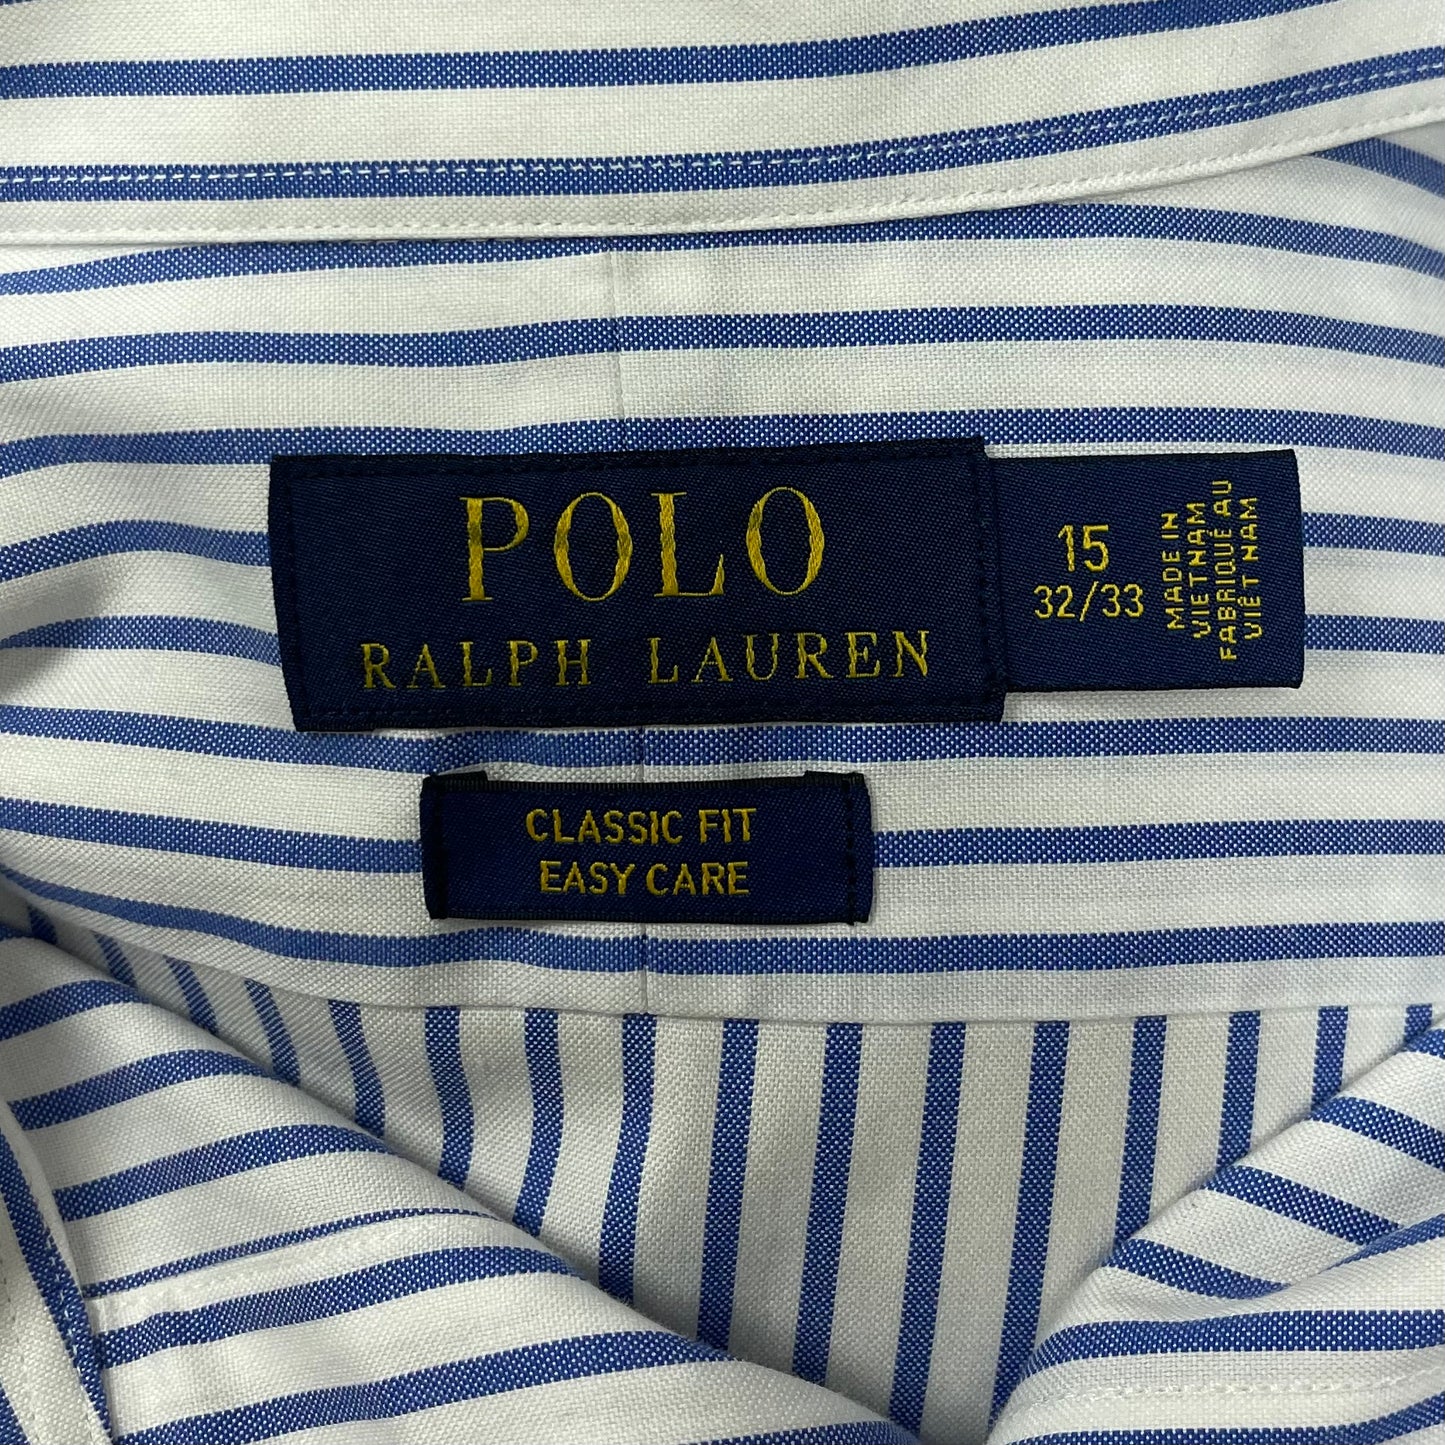 POLO
RALPH LAUREN
15
32/33
MADE IN
VIETNAM
FABRIQUÉ AU
VIÊT NAM
CLASSIC FIT
EASY CARE